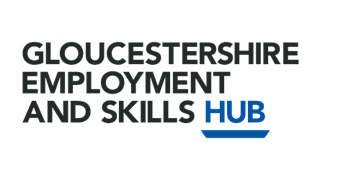 GLOUCESTERSHIRE
EMPLOYMENT
AND SKILLS HUB